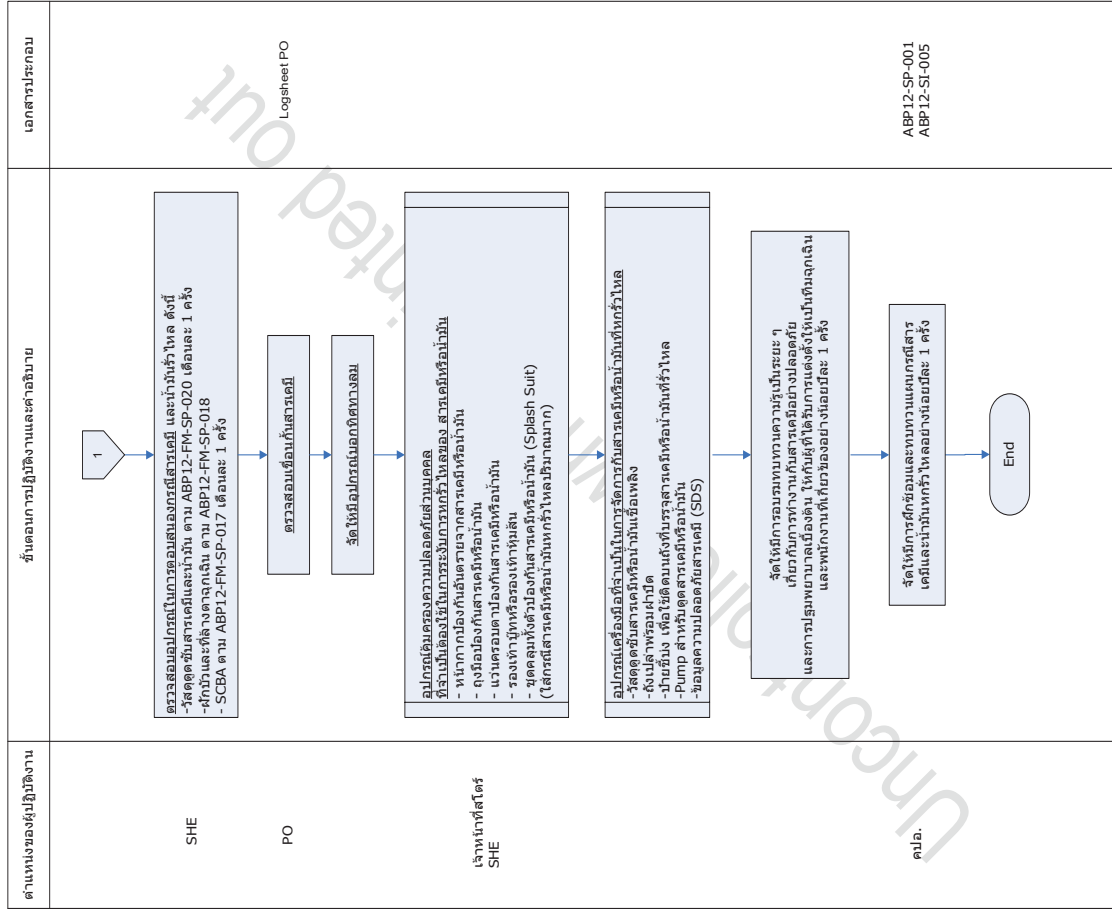 ตำแหน่งของผู้ปฏิบัติงาน
ขั้นตอนการปฏิบัติงานและคำอธิบาย
เอกสารประกอบ
1
SHE
ตรวจสอบอุปกรณ์ในการตอบสนองกรณีสารเคมี และน้ำมันรั่วไหล ดังนี้
-วัสดุดูดซับสารเคมีและน้ำมัน ตาม ABP12-FM-SP-020 เดือนละ 1 ครั้ง
-ฝักบัวและที่ล้างตาฉุกเฉิน ตาม ABP12-FM-SP-018
- SCBA ตาม ABP12-FM-SP-017 เดือนละ 1 ครั้ง
PO
ตรวจสอบเขื่อนกั้นสารเคมี
Logsheet PO
จัดให้มีอุปกรณ์บอกทิศทางลม
เจ้าหน้าที่สโตร์
SHE
อุปกรณ์คุ้มครองความปลอดภัยส่วนบุคคล
ที่จำเป็นต้องใช้ในการระงับการหกรั่วไหลของ สารเคมีหรือน้ำมัน
- หน้ากากป้องกันอันตรายจากสารเคมีหรือน้ำมัน
- ถุงมือป้องกันสารเคมีหรือน้ำมัน
- แว่นครอบตาป้องกันสารเคมีหรือน้ำมัน
- รองเท้าบู๊ทหรือรองเท้าหุ้มส้น
- ชุดคลุมทั้งตัวป้องกันสารเคมีหรือน้ำมัน (Splash Suit)
(ใส่กรณีสารเคมีหรือน้ำมันหกรั่วไหลปริมาณมาก)
อุปกรณ์เครื่องมือที่จำเป็นในการจัดการกับสารเคมีหรือน้ำมันที่หกรั่วไหล
-วัสดุดูดซับสารเคมีหรือน้ำมันเชื้อเพลิง
-ถังเปล่าพร้อมฝาปิด
-ป้ายชี้บ่ง เพื่อใช้ติดบนถังที่บรรจุสารเคมีหรือน้ำมันที่รั่วไหล
-Pump สำหรับดูดสารเคมีหรือน้ำมัน
-ข้อมูลความปลอดภัยสารเคมี (SDS)
จัดให้มีการอบรมทบทวนความรู้เป็นระยะ ๆ
เกี่ยวกับการทำงานกับสารเคมีอย่างปลอดภัย
และการปฐมพยาบาลเบื้องต้น ให้กับผู้ที่ได้รับการแต่งตั้งให้เป็นทีมฉุกเฉิน
และพนักงานที่เกี่ยวข้องอย่างน้อยปีละ 1 ครั้ง
คปอ.
จัดให้มีการฝึกซ้อมและทบทวนแผนกรณีสาร
เคมีและน้ำมันหกรั่วไหลอย่างน้อยปีละ 1 ครั้ง
ABP12-SP-001
ABP12-SI-005
End